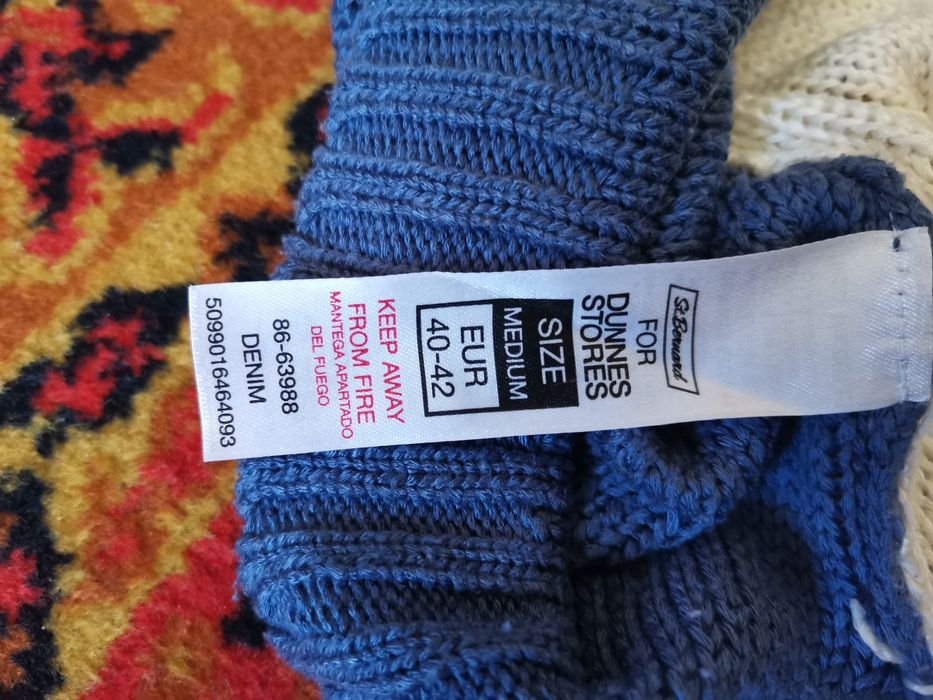 St.Bernard
FOR
DUNNES
STORES
SIZE
MEDIUM
EUR
40-42
KEEP AWAY
FROM FIRE
MANTEGA APARTADO
DEL FUEGO
86-63988
DENIM
5099016464093